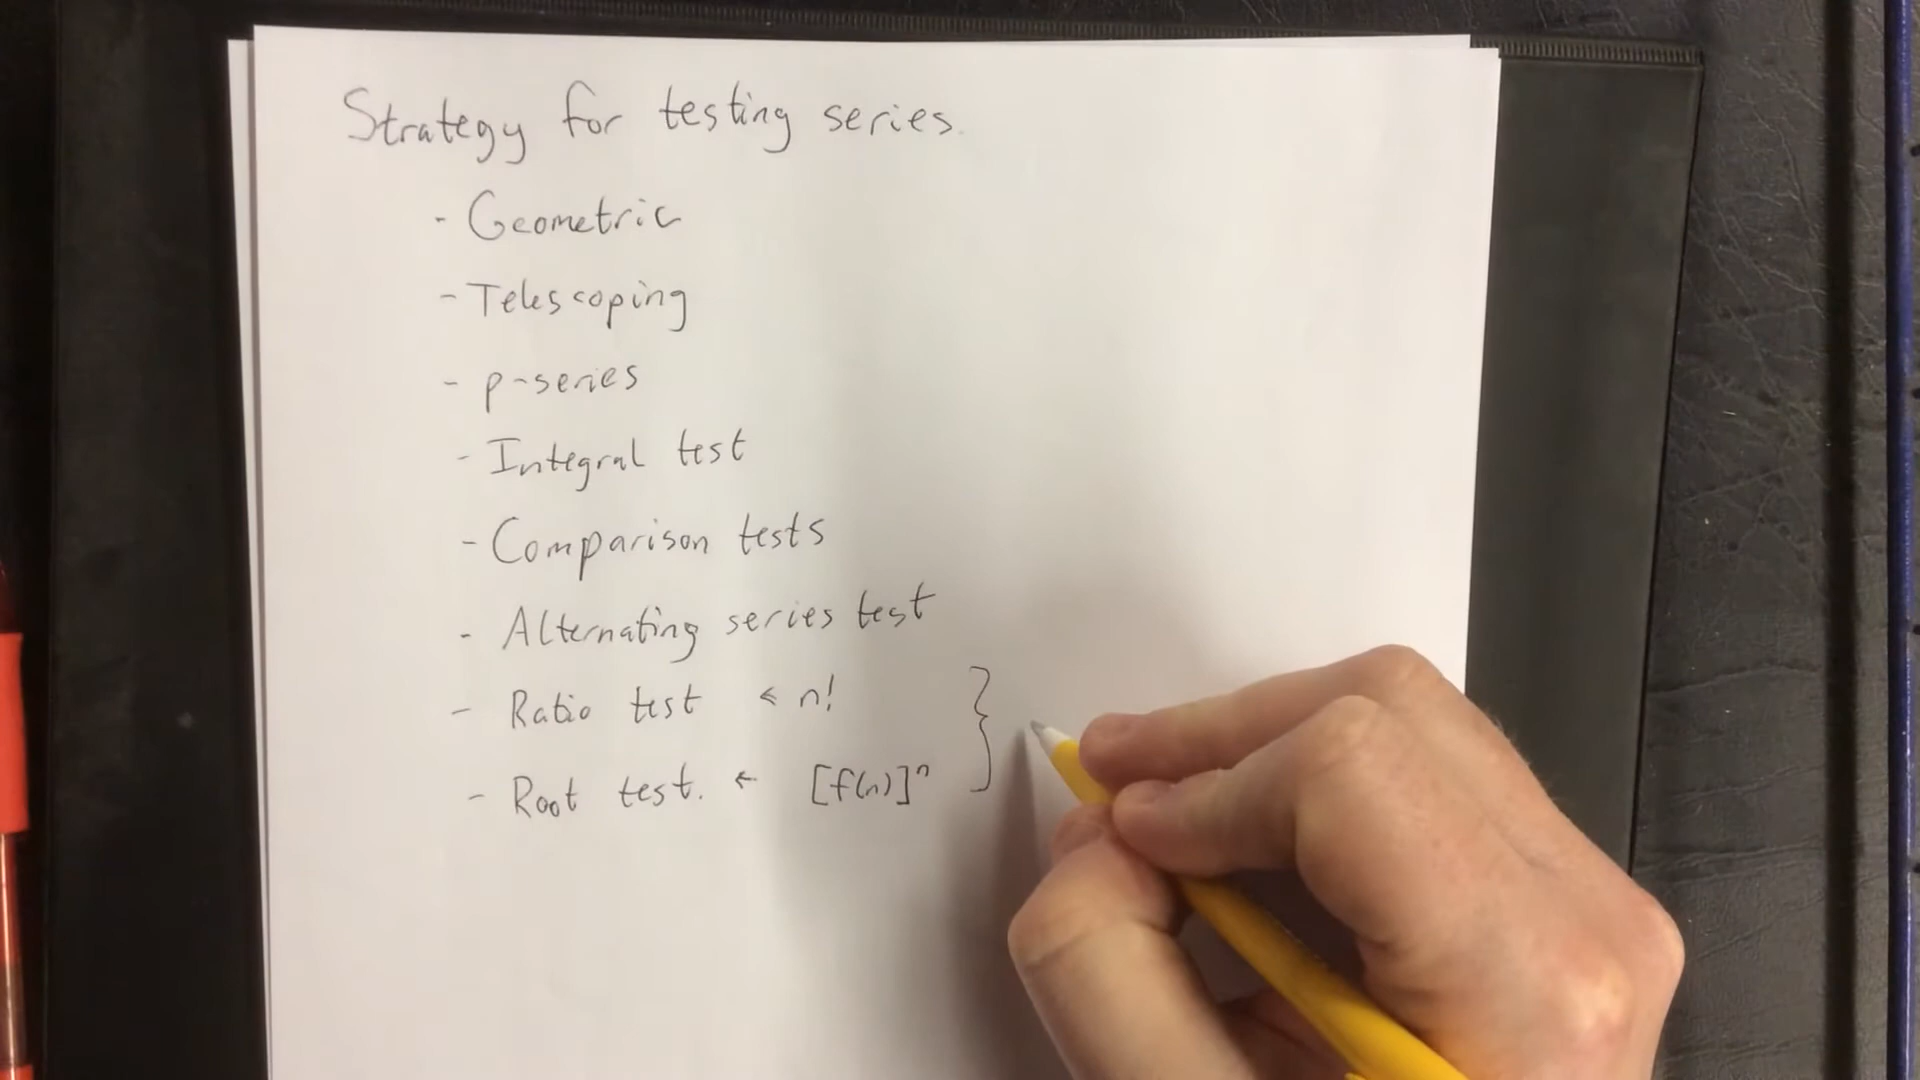 Strategy for testing series.
- Geometric
- Telescoping
- p-series
- Integral test
- Comparison tests
- Alternating series test
- Ratio test ← n!
- Root test. ← [f(n)]ⁿ